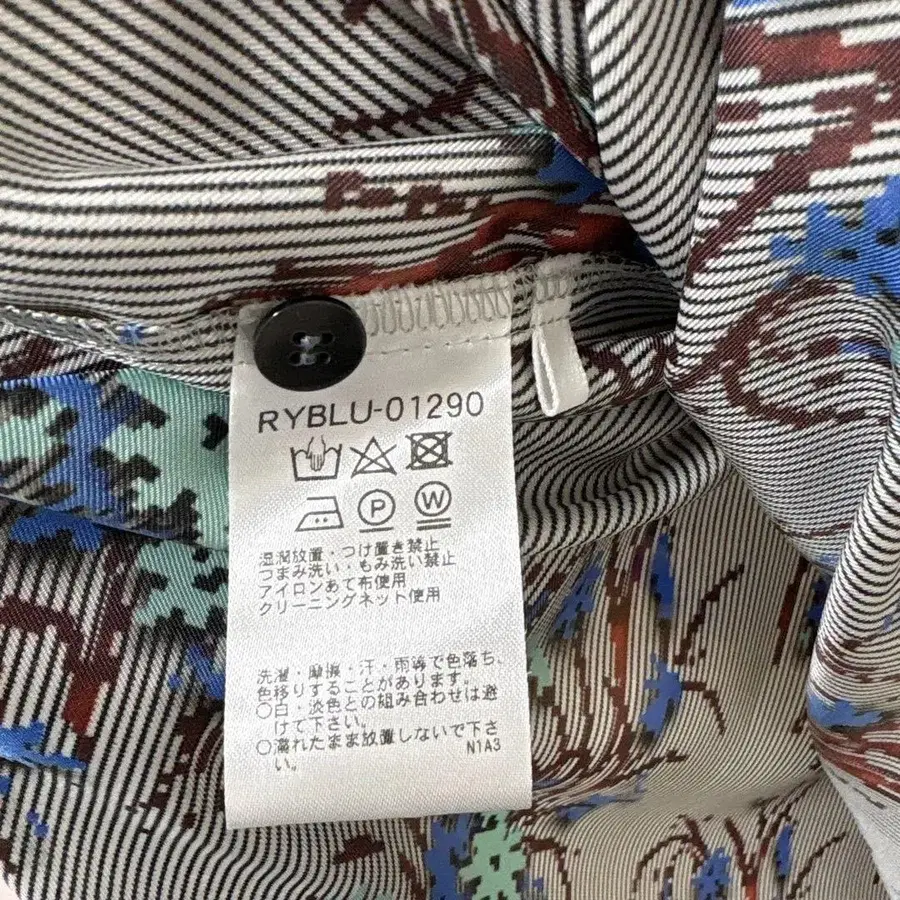 RYBLU-01290
P W
湿潤放置・つけ置き禁止
つまみ洗い・もみ洗い禁止
アイロンあて布使用
クリーニングネット使用
洗濯・摩擦・汗・雨等で色落ち、
色移りすることがあります。
○白・淡色との組み合わせは避
けて下さい。
○濡れたまま放置しないで下さ
い。 N1A3